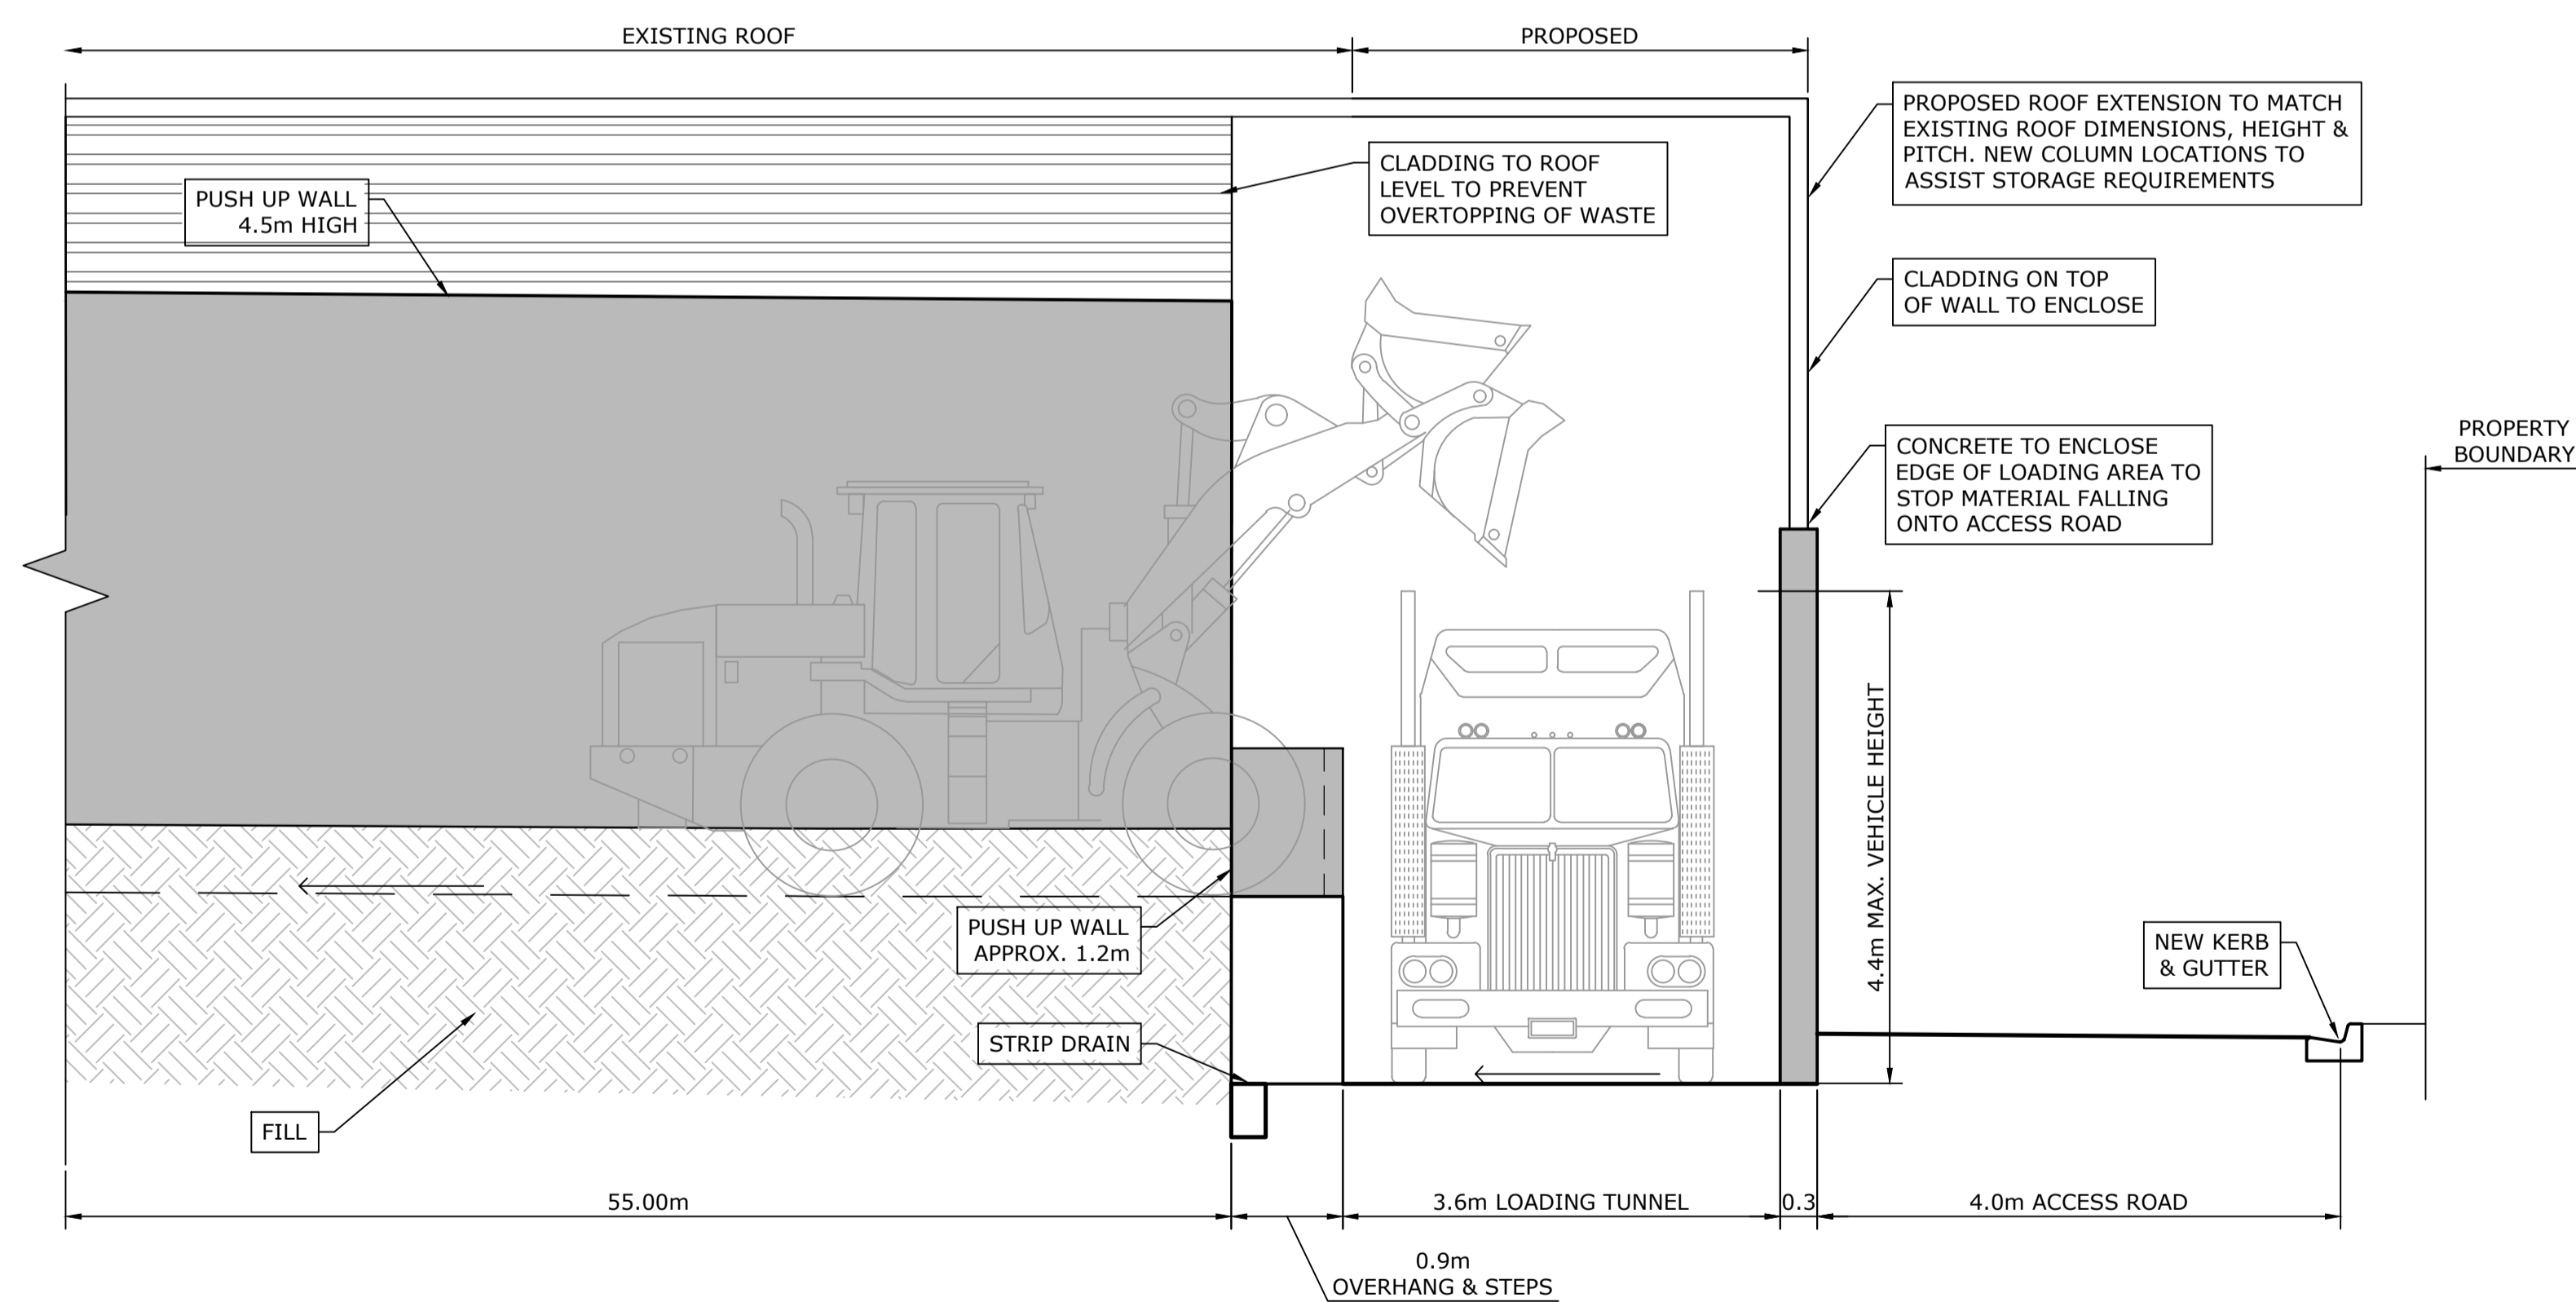 EXISTING ROOF
PROPOSED
PROPOSED ROOF EXTENSION TO MATCH
EXISTING ROOF DIMENSIONS, HEIGHT &
PITCH. NEW COLUMN LOCATIONS TO
ASSIST STORAGE REQUIREMENTS
CLADDING TO ROOF
LEVEL TO PREVENT
OVERTOPPING OF WASTE
PUSH UP WALL
4.5m HIGH
CLADDING ON TOP
OF WALL TO ENCLOSE
PROPERTY
BOUNDARY
CONCRETE TO ENCLOSE
EDGE OF LOADING AREA TO
STOP MATERIAL FALLING
ONTO ACCESS ROAD
4.4m MAX. VEHICLE HEIGHT
PUSH UP WALL
APPROX. 1.2m
NEW KERB
& GUTTER
STRIP DRAIN
FILL
55.00m
3.6m LOADING TUNNEL
0.3
4.0m ACCESS ROAD
0.9m
OVERHANG & STEPS